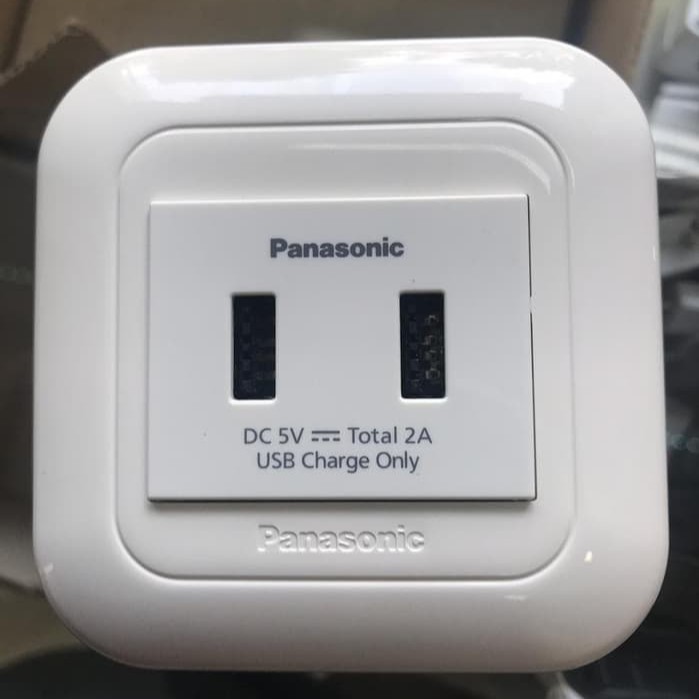 Panasonic
DC 5V ⎓ Total 2A
USB Charge Only
Panasonic